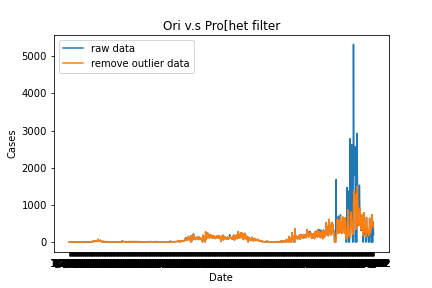 Ori v.s Pro[het filter
raw data
remove outlier data
5000
4000
3000
2000
1000
0
Cases
Date